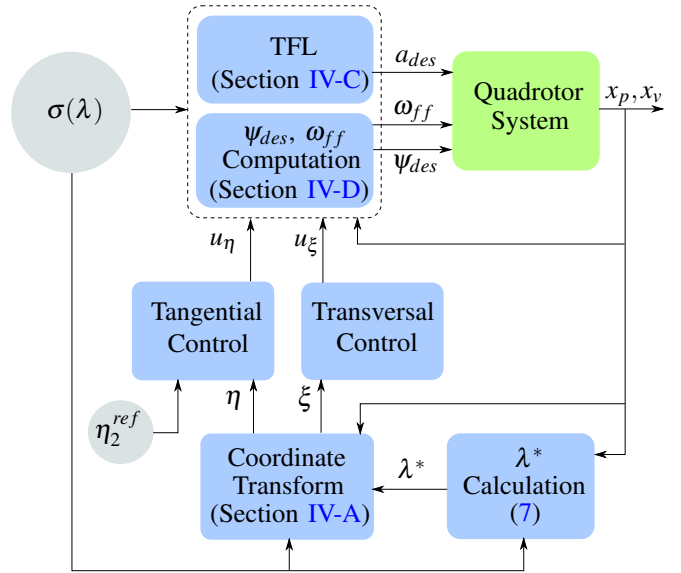 TFL
(Section IV-C)
a_des
σ(λ)
Quadrotor
System
x_p, x_v
ω_ff
ψ_des, ω_ff
Computation
(Section IV-D)
ψ_des
u_η
u_ξ
Tangential
Control
Transversal
Control
η_2^ref
η
ξ
Coordinate
Transform
(Section IV-A)
λ*
λ*
Calculation
(7)